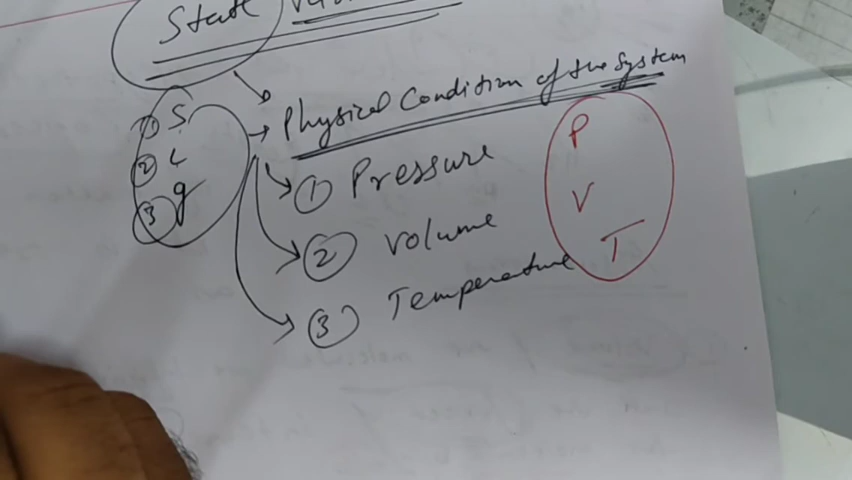 State
Physical Condition of the System
① S
② L
③ g
① Pressure
② Volume
③ Temperature
P
V
T